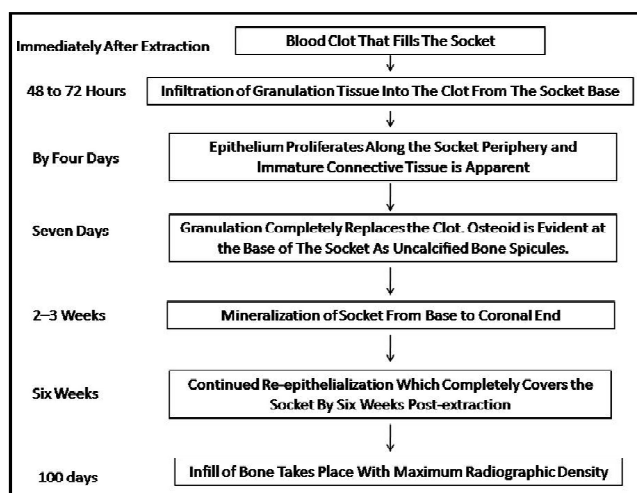 Immediately After Extraction
Blood Clot That Fills The Socket
48 to 72 Hours
Infiltration of Granulation Tissue Into The Clot From The Socket Base
By Four Days
Epithelium Proliferates Along the Socket Periphery and
Immature Connective Tissue is Apparent
Seven Days
Granulation Completely Replaces the Clot. Osteoid is Evident at
the Base of The Socket As Uncalcified Bone Spicules.
2–3 Weeks
Mineralization of Socket From Base to Coronal End
Six Weeks
Continued Re-epithelialization Which Completely Covers the
Socket By Six Weeks Post-extraction
100 days
Infill of Bone Takes Place With Maximum Radiographic Density